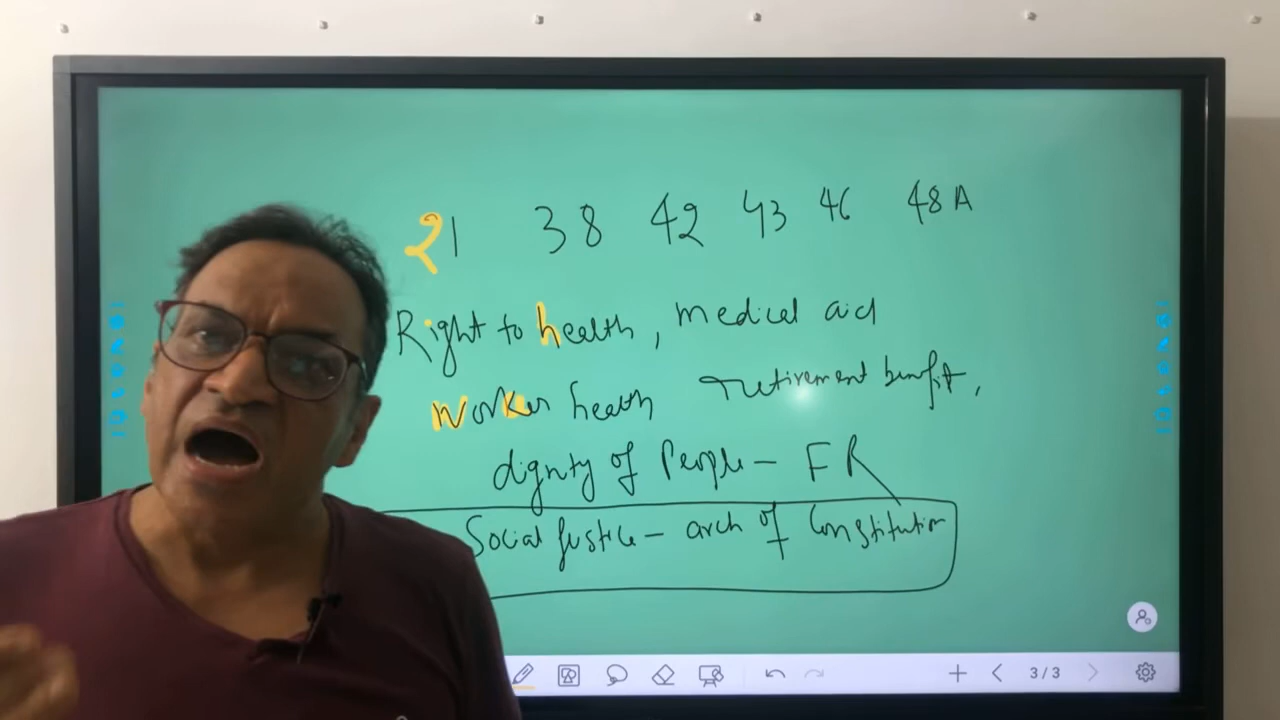 21 38 42 43 46 48A
Right to health, medical aid
Worker health retirement benefit,
dignty of People - FR
Social Justice - arch of Constitution
3/3